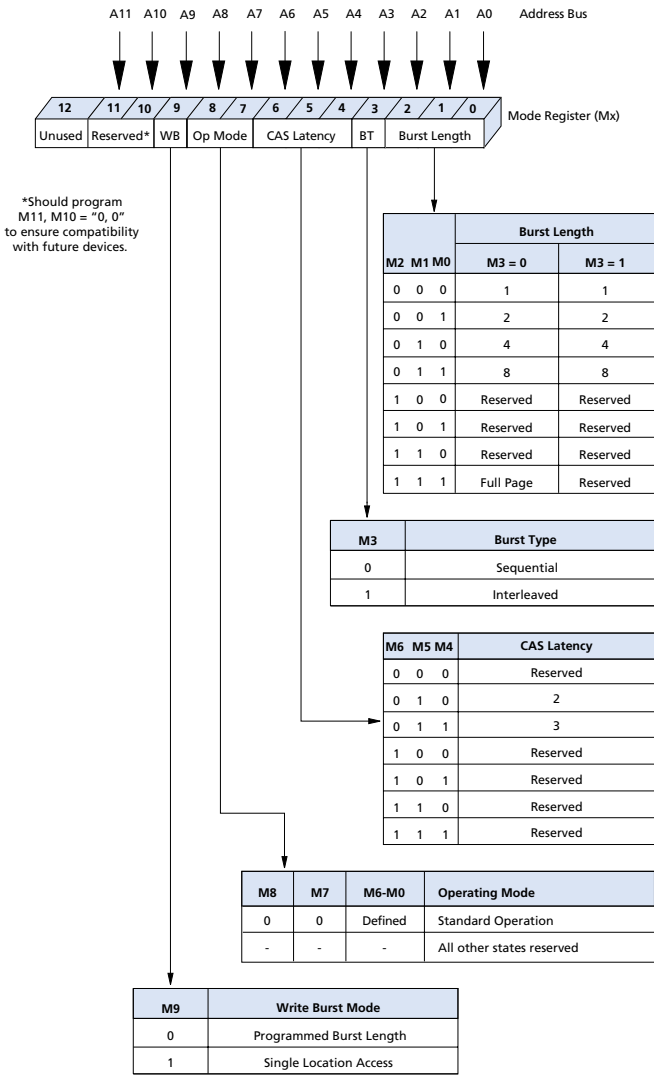 A11 A10 A9 A8 A7 A6 A5 A4 A3 A2 A1 A0 Address Bus
12 11 10 9 8 7 6 5 4 3 2 1 0
Mode Register (Mx)
Unused Reserved* WB Op Mode CAS Latency BT Burst Length
*Should program
M11, M10 = “0, 0”
to ensure compatibility
with future devices.
Burst Length
M2 M1 M0 M3 = 0 M3 = 1
0 0 0 1 1
0 0 1 2 2
0 1 0 4 4
0 1 1 8 8
1 0 0 Reserved Reserved
1 0 1 Reserved Reserved
1 1 0 Reserved Reserved
1 1 1 Full Page Reserved
M3 Burst Type
0 Sequential
1 Interleaved
M6 M5 M4 CAS Latency
0 0 0 Reserved
0 1 0 2
0 1 1 3
1 0 0 Reserved
1 0 1 Reserved
1 1 0 Reserved
1 1 1 Reserved
M8 M7 M6-M0 Operating Mode
0 0 Defined Standard Operation
- - - All other states reserved
M9 Write Burst Mode
0 Programmed Burst Length
1 Single Location Access